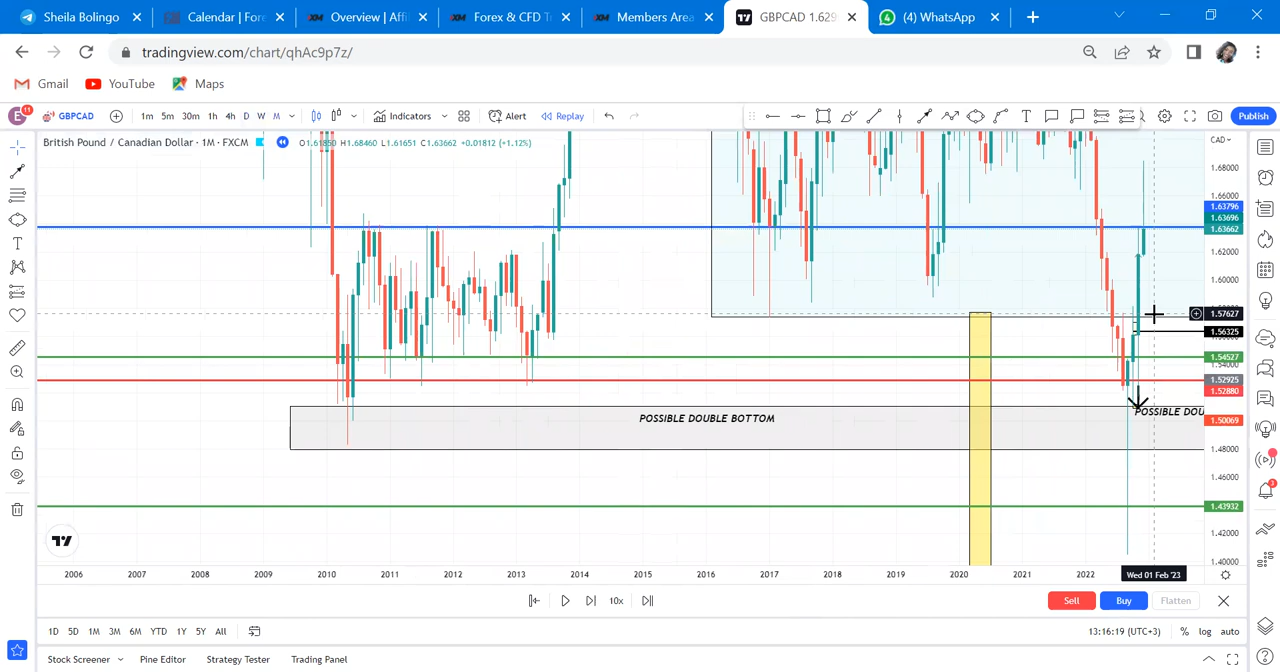 Sheila Bolingo
Calendar | Fore
Overview | Affi
Forex & CFD T
Members Area
GBPCAD 1.629
(4) WhatsApp
tradingview.com/chart/qhAc9p7z/
Gmail
YouTube
Maps
E
11
GBPCAD
1m 5m 30m 1h 4h D W M
Indicators
Alert
Replay
Publish
British Pound / Canadian Dollar · 1M · FXCM
O1.61850 H1.68460 L1.61651 C1.63662 +0.01812 (+1.12%)
CAD
1.68000
1.66000
1.63796
1.63696
1.63662
1.62000
1.60000
1.57627
1.56325
1.54527
1.54000
1.52925
1.52880
1.50069
1.48000
1.46000
1.43932
1.42000
1.40000
POSSIBLE DOUBLE BOTTOM
POSSIBLE DOU
2006 2007 2008 2009 2010 2011 2012 2013 2014 2015 2016 2017 2018 2019 2020 2021 2022
Wed 01 Feb '23
10x
Sell
Buy
Flatten
1D 5D 1M 3M 6M YTD 1Y 5Y All
13:16:19 (UTC+3)
% log auto
Stock Screener
Pine Editor
Strategy Tester
Trading Panel